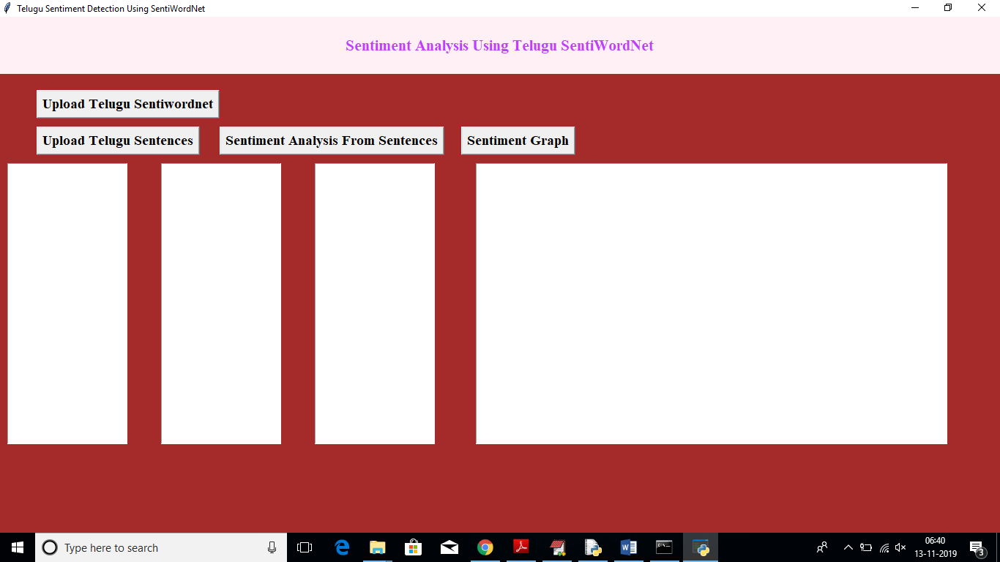 Telugu Sentiment Detection Using SentiWordNet
Sentiment Analysis Using Telugu SentiWordNet
Upload Telugu Sentiwordnet
Upload Telugu Sentences Sentiment Analysis From Sentences Sentiment Graph
Type here to search
06:40
13-11-2019
3